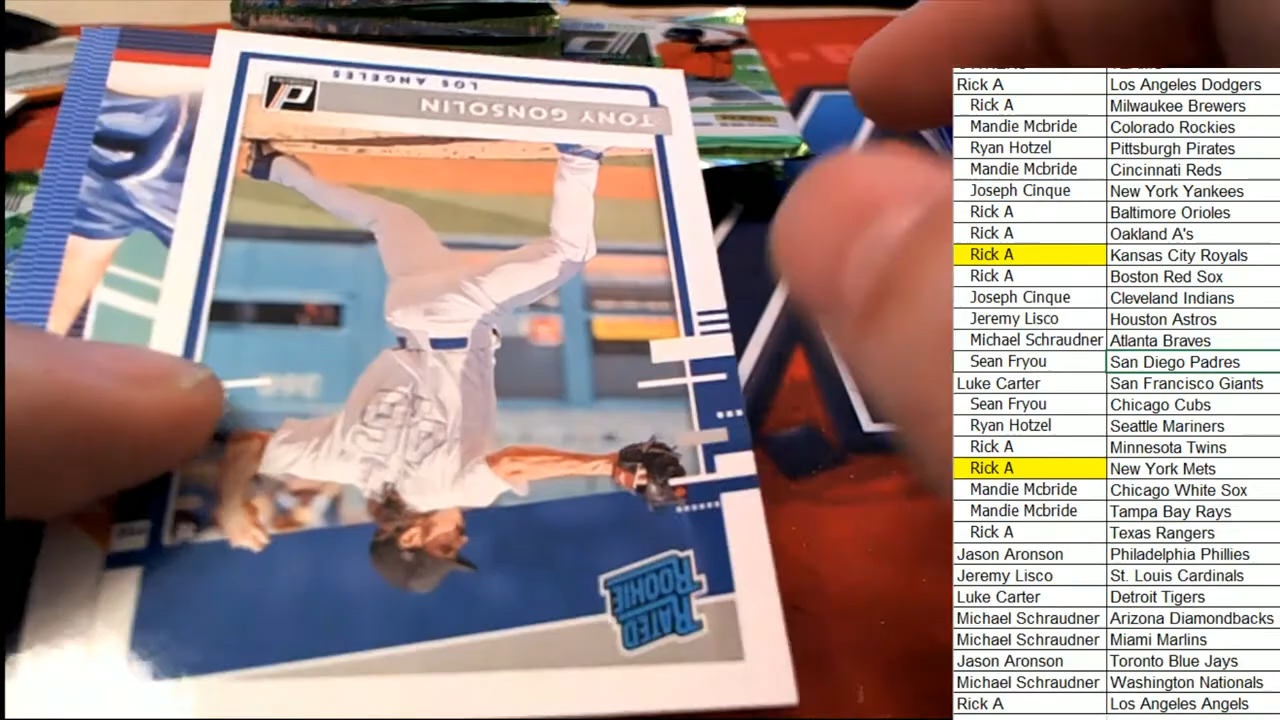 LOS ANGELES
TONY GONSOLIN
RATED
ROOKIE
Rick A Los Angeles Dodgers
Rick A Milwaukee Brewers
Mandie Mcbride Colorado Rockies
Ryan Hotzel Pittsburgh Pirates
Mandie Mcbride Cincinnati Reds
Joseph Cinque New York Yankees
Rick A Baltimore Orioles
Rick A Oakland A's
Rick A Kansas City Royals
Rick A Boston Red Sox
Joseph Cinque Cleveland Indians
Jeremy Lisco Houston Astros
Michael Schraudner Atlanta Braves
Sean Fryou San Diego Padres
Luke Carter San Francisco Giants
Sean Fryou Chicago Cubs
Ryan Hotzel Seattle Mariners
Rick A Minnesota Twins
Rick A New York Mets
Mandie Mcbride Chicago White Sox
Mandie Mcbride Tampa Bay Rays
Rick A Texas Rangers
Jason Aronson Philadelphia Phillies
Jeremy Lisco St. Louis Cardinals
Luke Carter Detroit Tigers
Michael Schraudner Arizona Diamondbacks
Michael Schraudner Miami Marlins
Jason Aronson Toronto Blue Jays
Michael Schraudner Washington Nationals
Rick A Los Angeles Angels